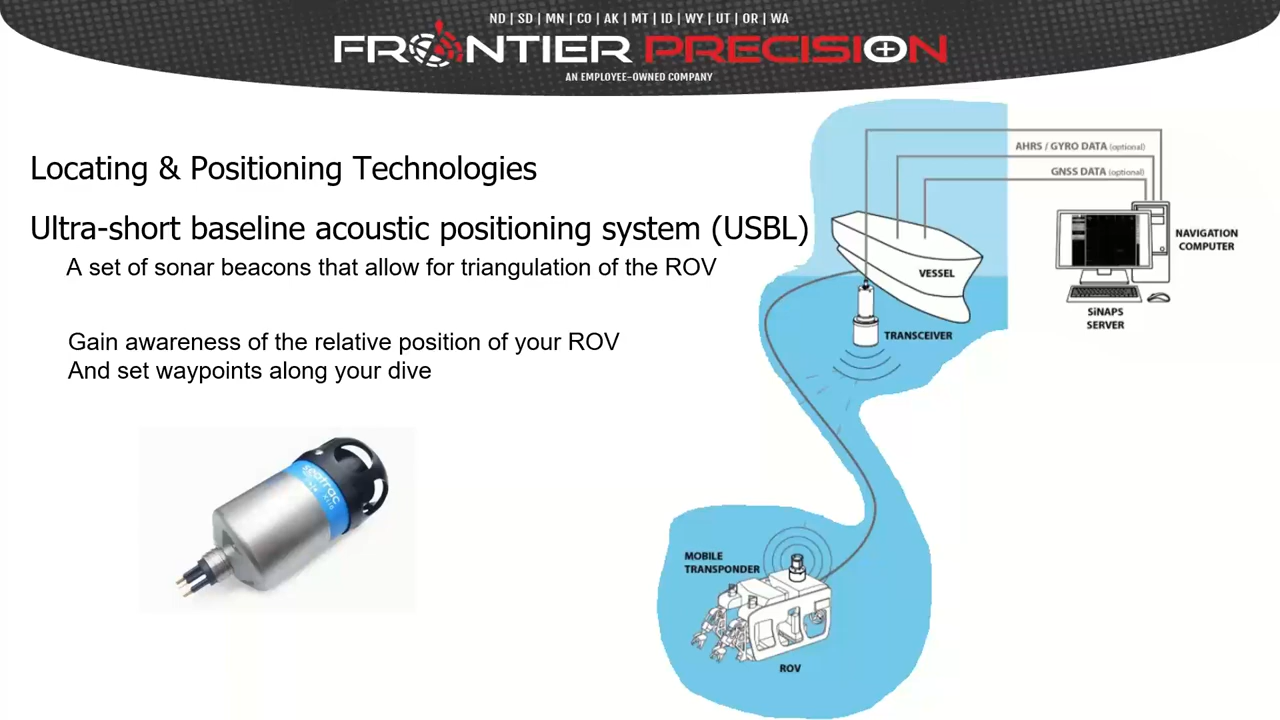 ND | SD | MN | CO | AK | MT | ID | WY | UT | OR | WA
FRONTIER PRECISION
AN EMPLOYEE-OWNED COMPANY
Locating & Positioning Technologies
Ultra-short baseline acoustic positioning system (USBL)
A set of sonar beacons that allow for triangulation of the ROV
Gain awareness of the relative position of your ROV
And set waypoints along your dive
AHRS / GYRO DATA (optional)
GNSS DATA (optional)
NAVIGATION
COMPUTER
VESSEL
SiNAPS
SERVER
TRANSCEIVER
seatrac
MOBILE
TRANSPONDER
ROV